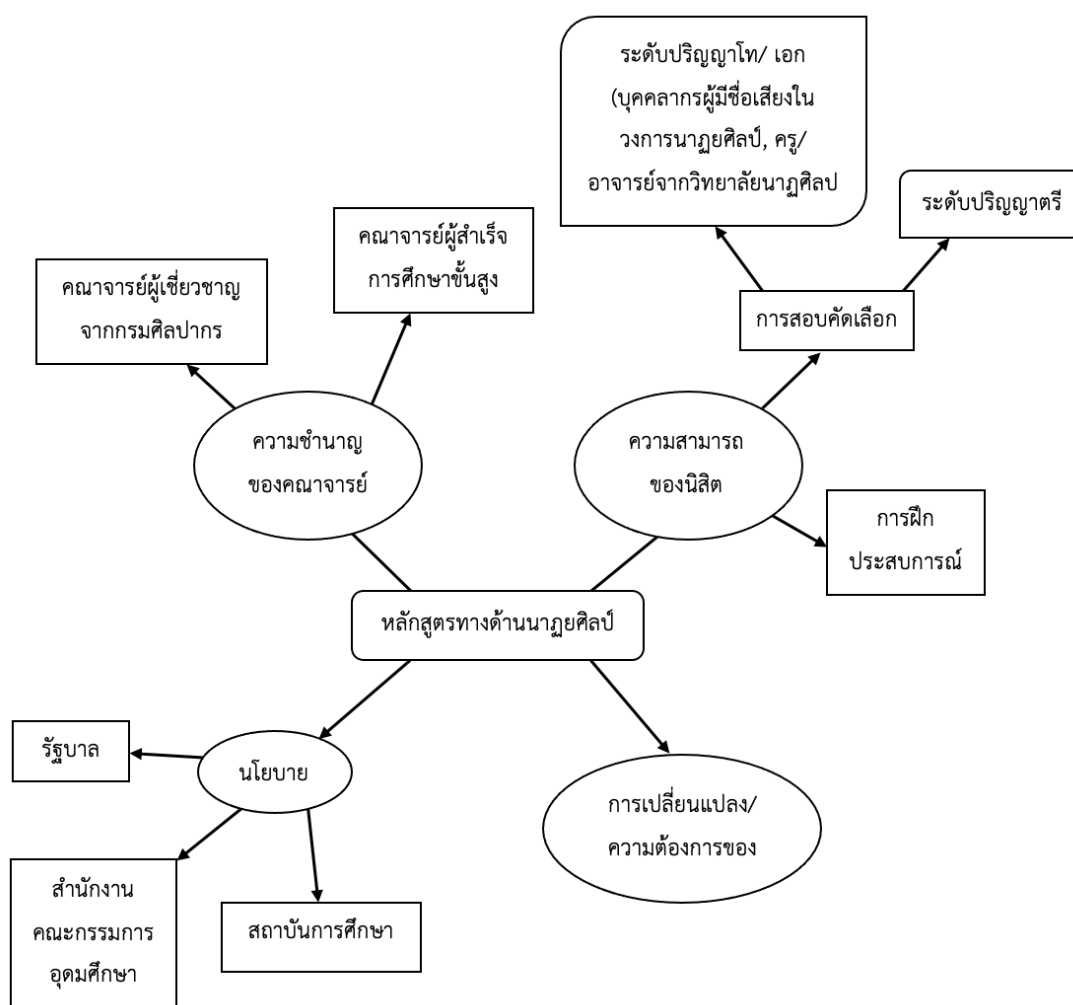 ระดับปริญญาโท/ เอก
(บุคคลากรผู้มีชื่อเสียงใน
วงการนาฏยศิลป์, ครู/
อาจารย์จากวิทยาลัยนาฏศิลป
ระดับปริญญาตรี
คณาจารย์ผู้สำเร็จ
การศึกษาขั้นสูง
คณาจารย์ผู้เชี่ยวชาญ
จากกรมศิลปากร
การสอบคัดเลือก
ความชำนาญ
ของคณาจารย์
ความสามารถ
ของนิสิต
การฝึก
ประสบการณ์
หลักสูตรทางด้านนาฏยศิลป์
รัฐบาล
นโยบาย
การเปลี่ยนแปลง/
ความต้องการของ
สำนักงาน
คณะกรรมการ
อุดมศึกษา
สถาบันการศึกษา